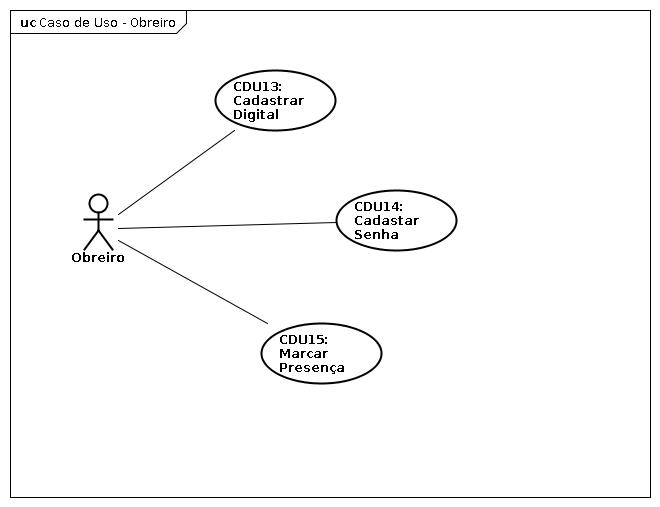 uc Caso de Uso - Obreiro
CDU13:
Cadastrar
Digital
CDU14:
Cadastar
Senha
Obreiro
CDU15:
Marcar
Presença